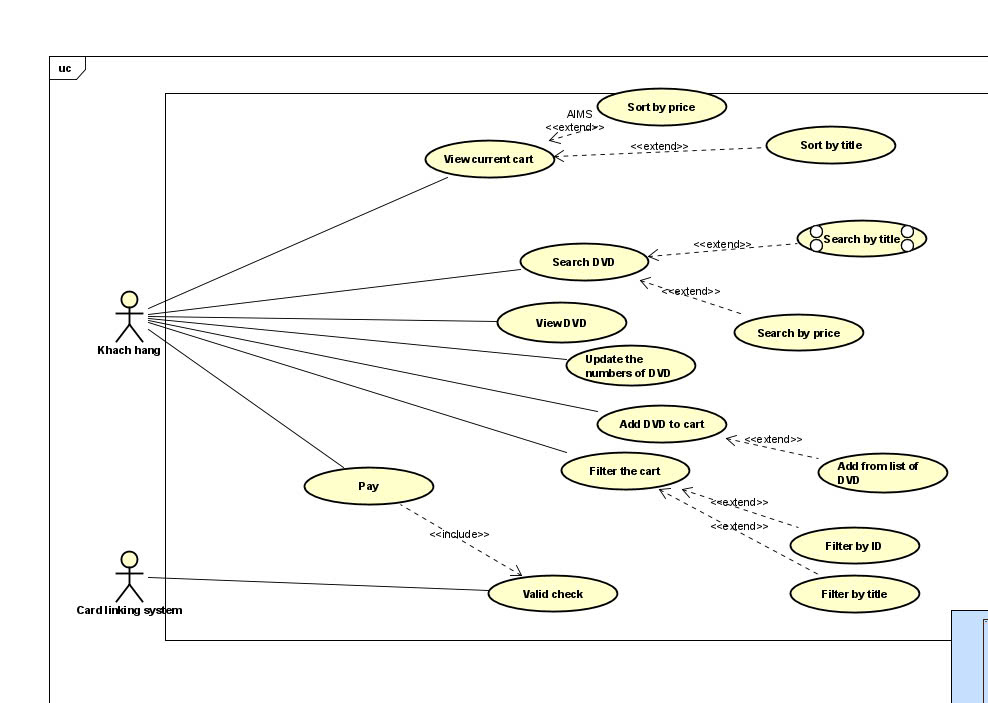 uc
Sort by price
AIMS
<<extend>>
View current cart
<<extend>>
Sort by title
<<extend>>
Search by title
Search DVD
<<extend>>
Khach hang
View DVD
Search by price
Update the
numbers of DVD
Add DVD to cart
<<extend>>
Filter the cart
Add from list of
DVD
Pay
<<extend>>
<<extend>>
<<include>>
Filter by ID
Card linking system
Valid check
Filter by title